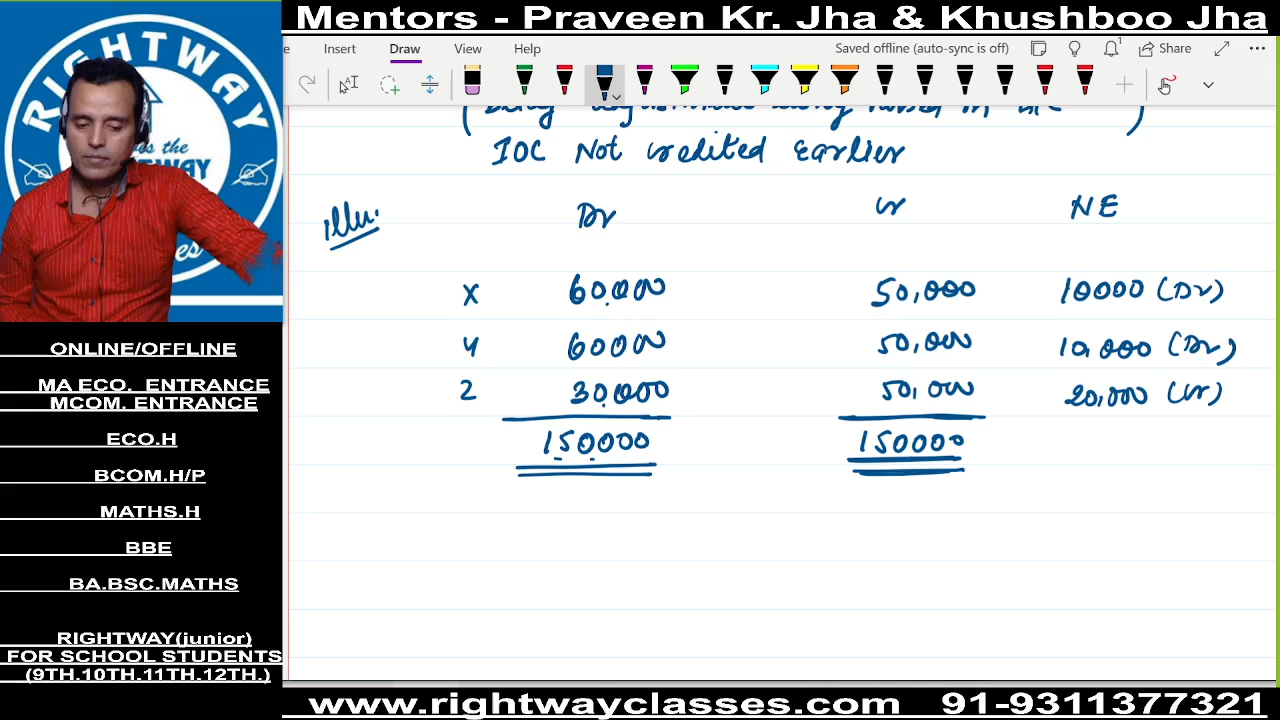 Mentors - Praveen Kr. Jha & Khushboo Jha
Insert Draw View Help Saved offline (auto-sync is off) Share
RIGHTWAY
the
IOC Not credited Earlier
Illu. Dr Cr NE
X 60,000 50,000 10000 (Dr)
Y 60000 50,000 10,000 (Dr)
Z 30,000 50,000 20,000 (Cr)
150000 150000
ONLINE/OFFLINE
MA ECO. ENTRANCE
MCOM. ENTRANCE
ECO.H
BCOM.H/P
MATHS.H
BBE
BA.BSC.MATHS
RIGHTWAY(junior)
FOR SCHOOL STUDENTS
(9TH.10TH.11TH.12TH.)
www.rightwayclasses.com 91-9311377321